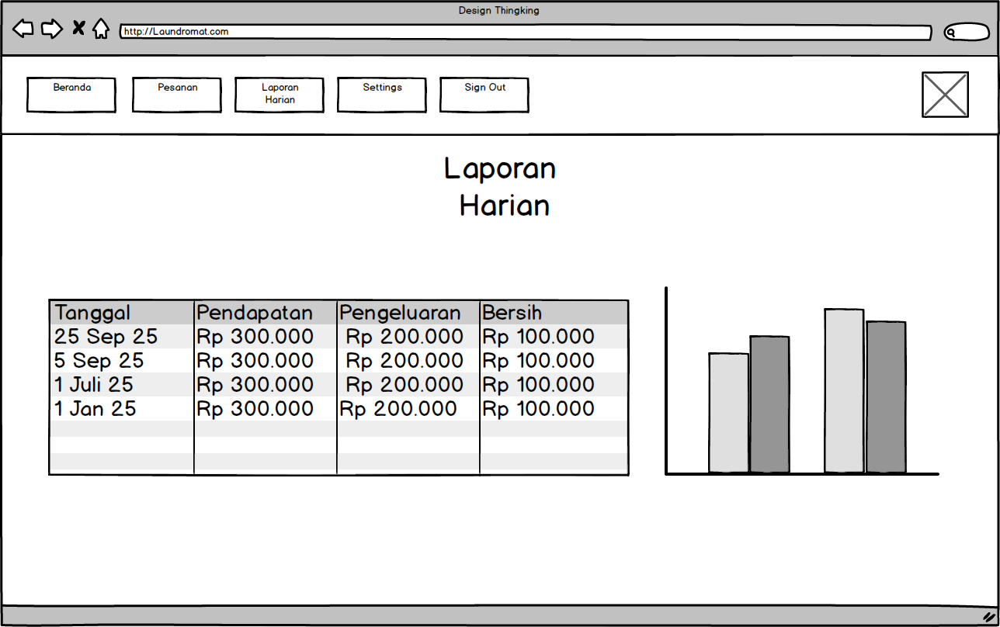 Design Thingking
http://Laundromat.com
Beranda
Pesanan
Laporan
Harian
Settings
Sign Out
Laporan
Harian
Tanggal Pendapatan Pengeluaran Bersih
25 Sep 25 Rp 300.000 Rp 200.000 Rp 100.000
5 Sep 25 Rp 300.000 Rp 200.000 Rp 100.000
1 Juli 25 Rp 300.000 Rp 200.000 Rp 100.000
1 Jan 25 Rp 300.000 Rp 200.000 Rp 100.000